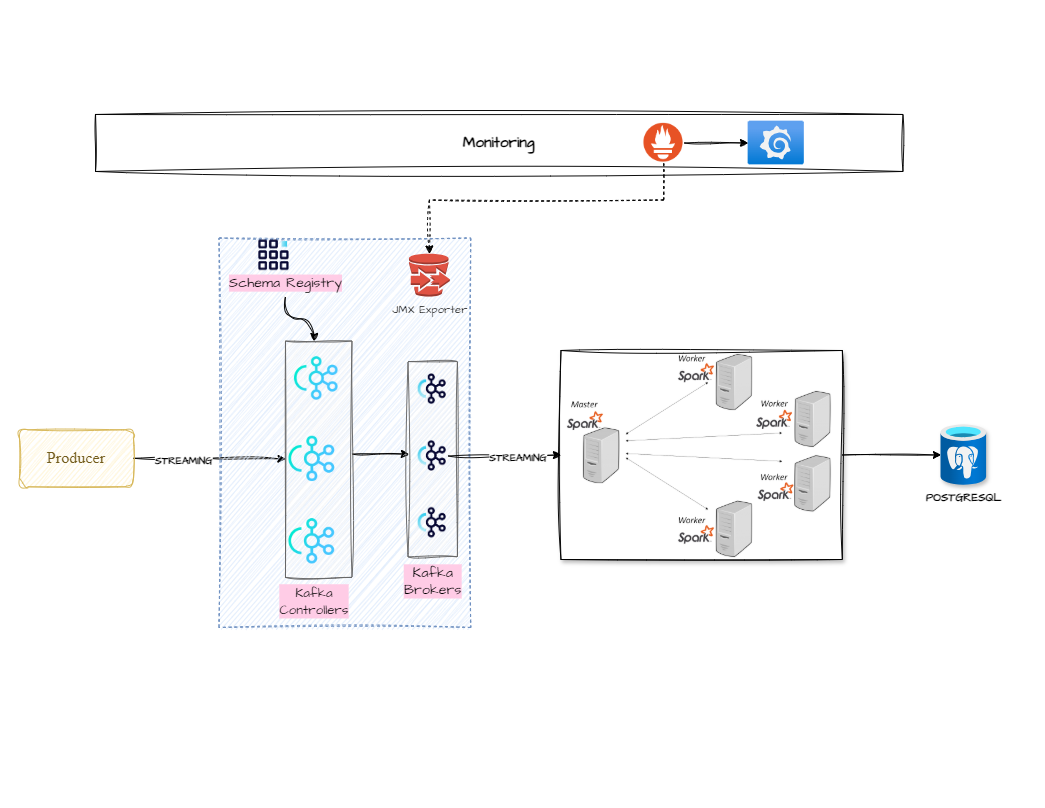 Monitoring
Schema Registry
JMX Exporter
Producer
STREAMING
Kafka
Controllers
Kafka
Brokers
STREAMING
Master
Spark
Worker
Spark
Worker
Spark
Worker
Spark
Worker
Spark
POSTGRESQL